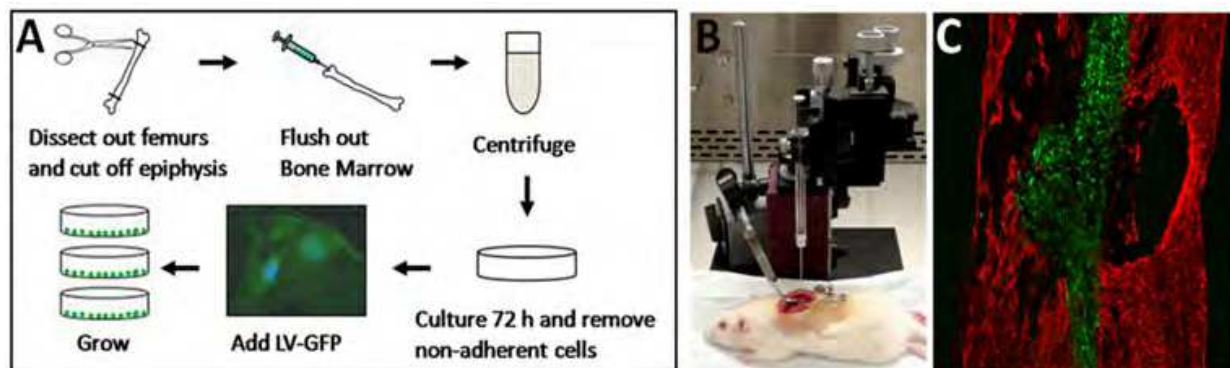 A
Dissect out femurs
and cut off epiphysis
Flush out
Bone Marrow
Centrifuge
Culture 72 h and remove
non-adherent cells
Add LV-GFP
Grow
B
C